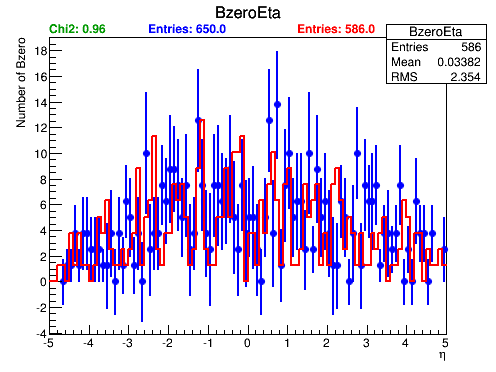 BzeroEta
Chi2: 0.96 Entries: 650.0 Entries: 586.0
BzeroEta
Entries 586
Mean 0.03382
RMS 2.354
Number of Bzero
18
16
14
12
10
8
6
4
2
0
-2
-4
-5 -4 -3 -2 -1 0 1 2 3 4 5
η